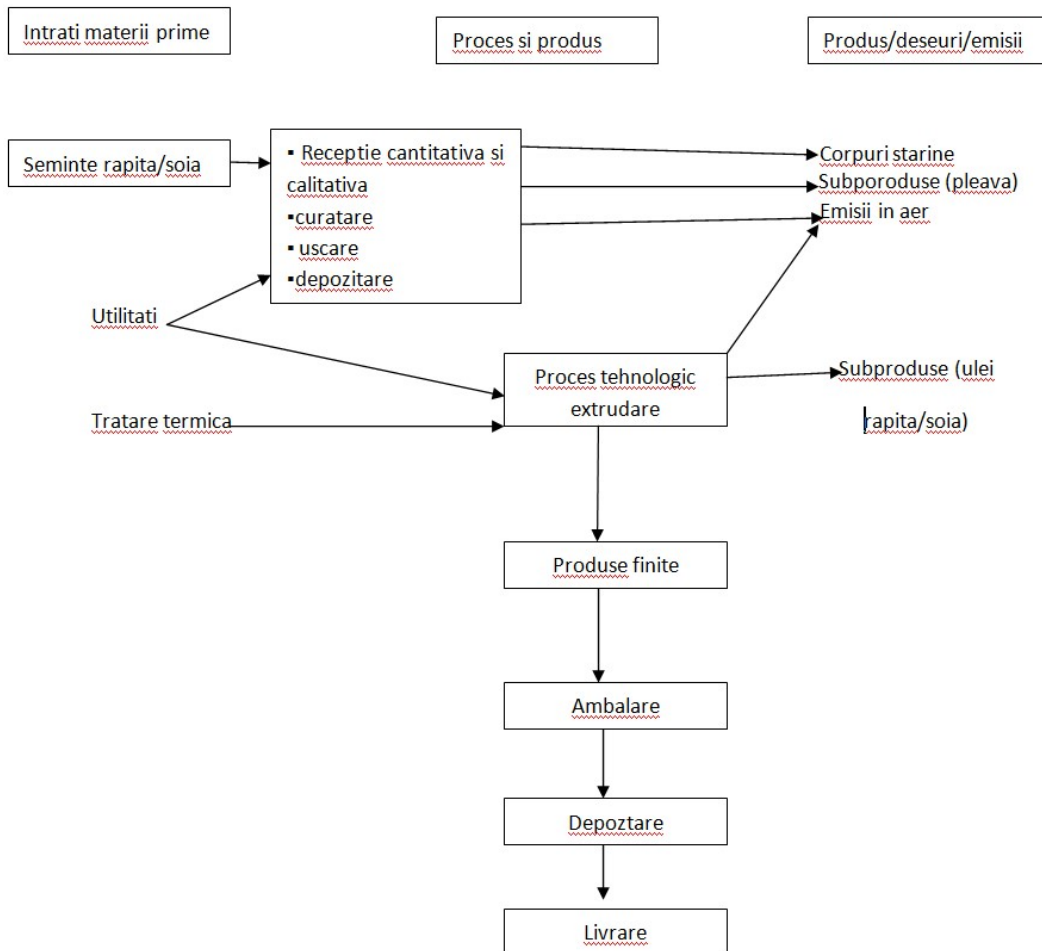 Intrati materii prime
Proces si produs
Produs/deseuri/emisii
Seminte rapita/soia
▪ Receptie cantitativa si
calitativa
▪curatare
▪ uscare
▪depozitare
Corpuri starine
Subporoduse (pleava)
Emisii in aer
Utilitati
Proces tehnologic
extrudare
Subproduse (ulei
rapita/soia)
Tratare termica
Produse finite
Ambalare
Depoztare
Livrare